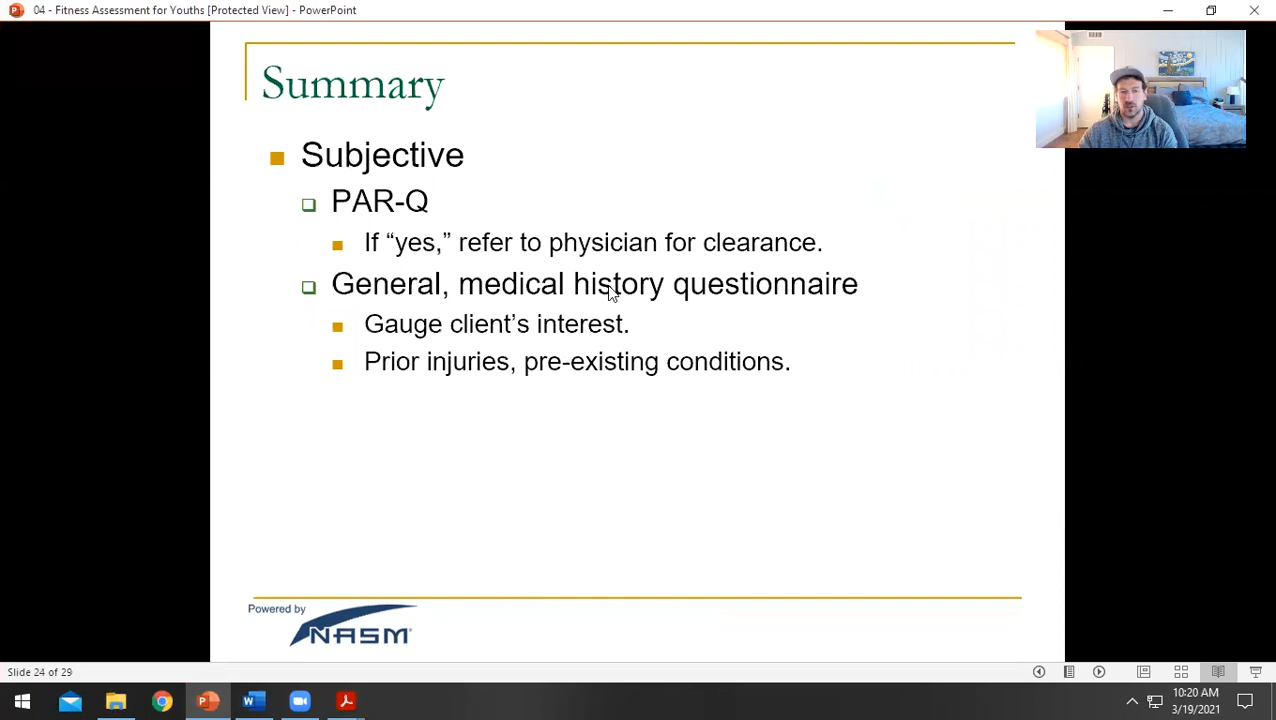 04 - Fitness Assessment for Youths [Protected View] - PowerPoint
Summary
Subjective
PAR-Q
If “yes,” refer to physician for clearance.
General, medical history questionnaire
Gauge client’s interest.
Prior injuries, pre-existing conditions.
Powered by
NASM®
Slide 24 of 29
10:20 AM
3/19/2021